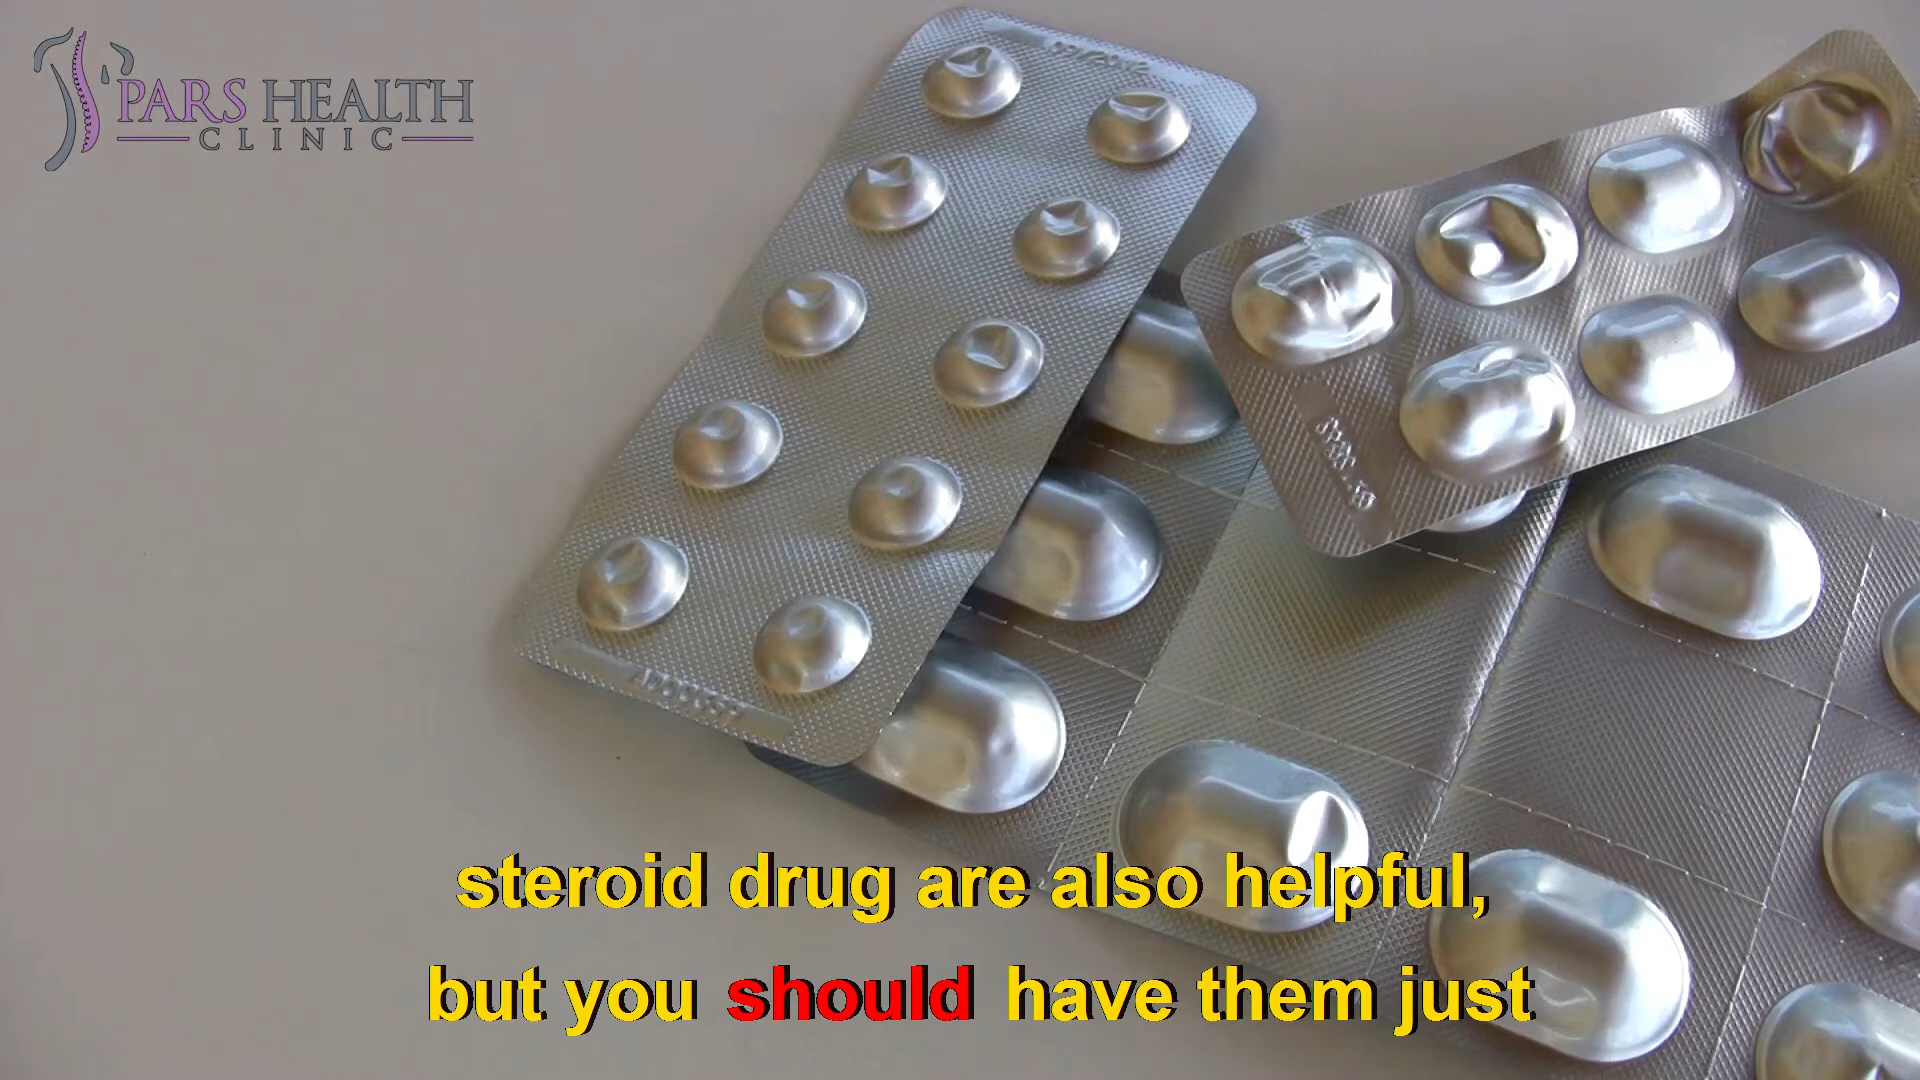 PARS HEALTH
CLINIC
steroid drug are also helpful,
but you should have them just